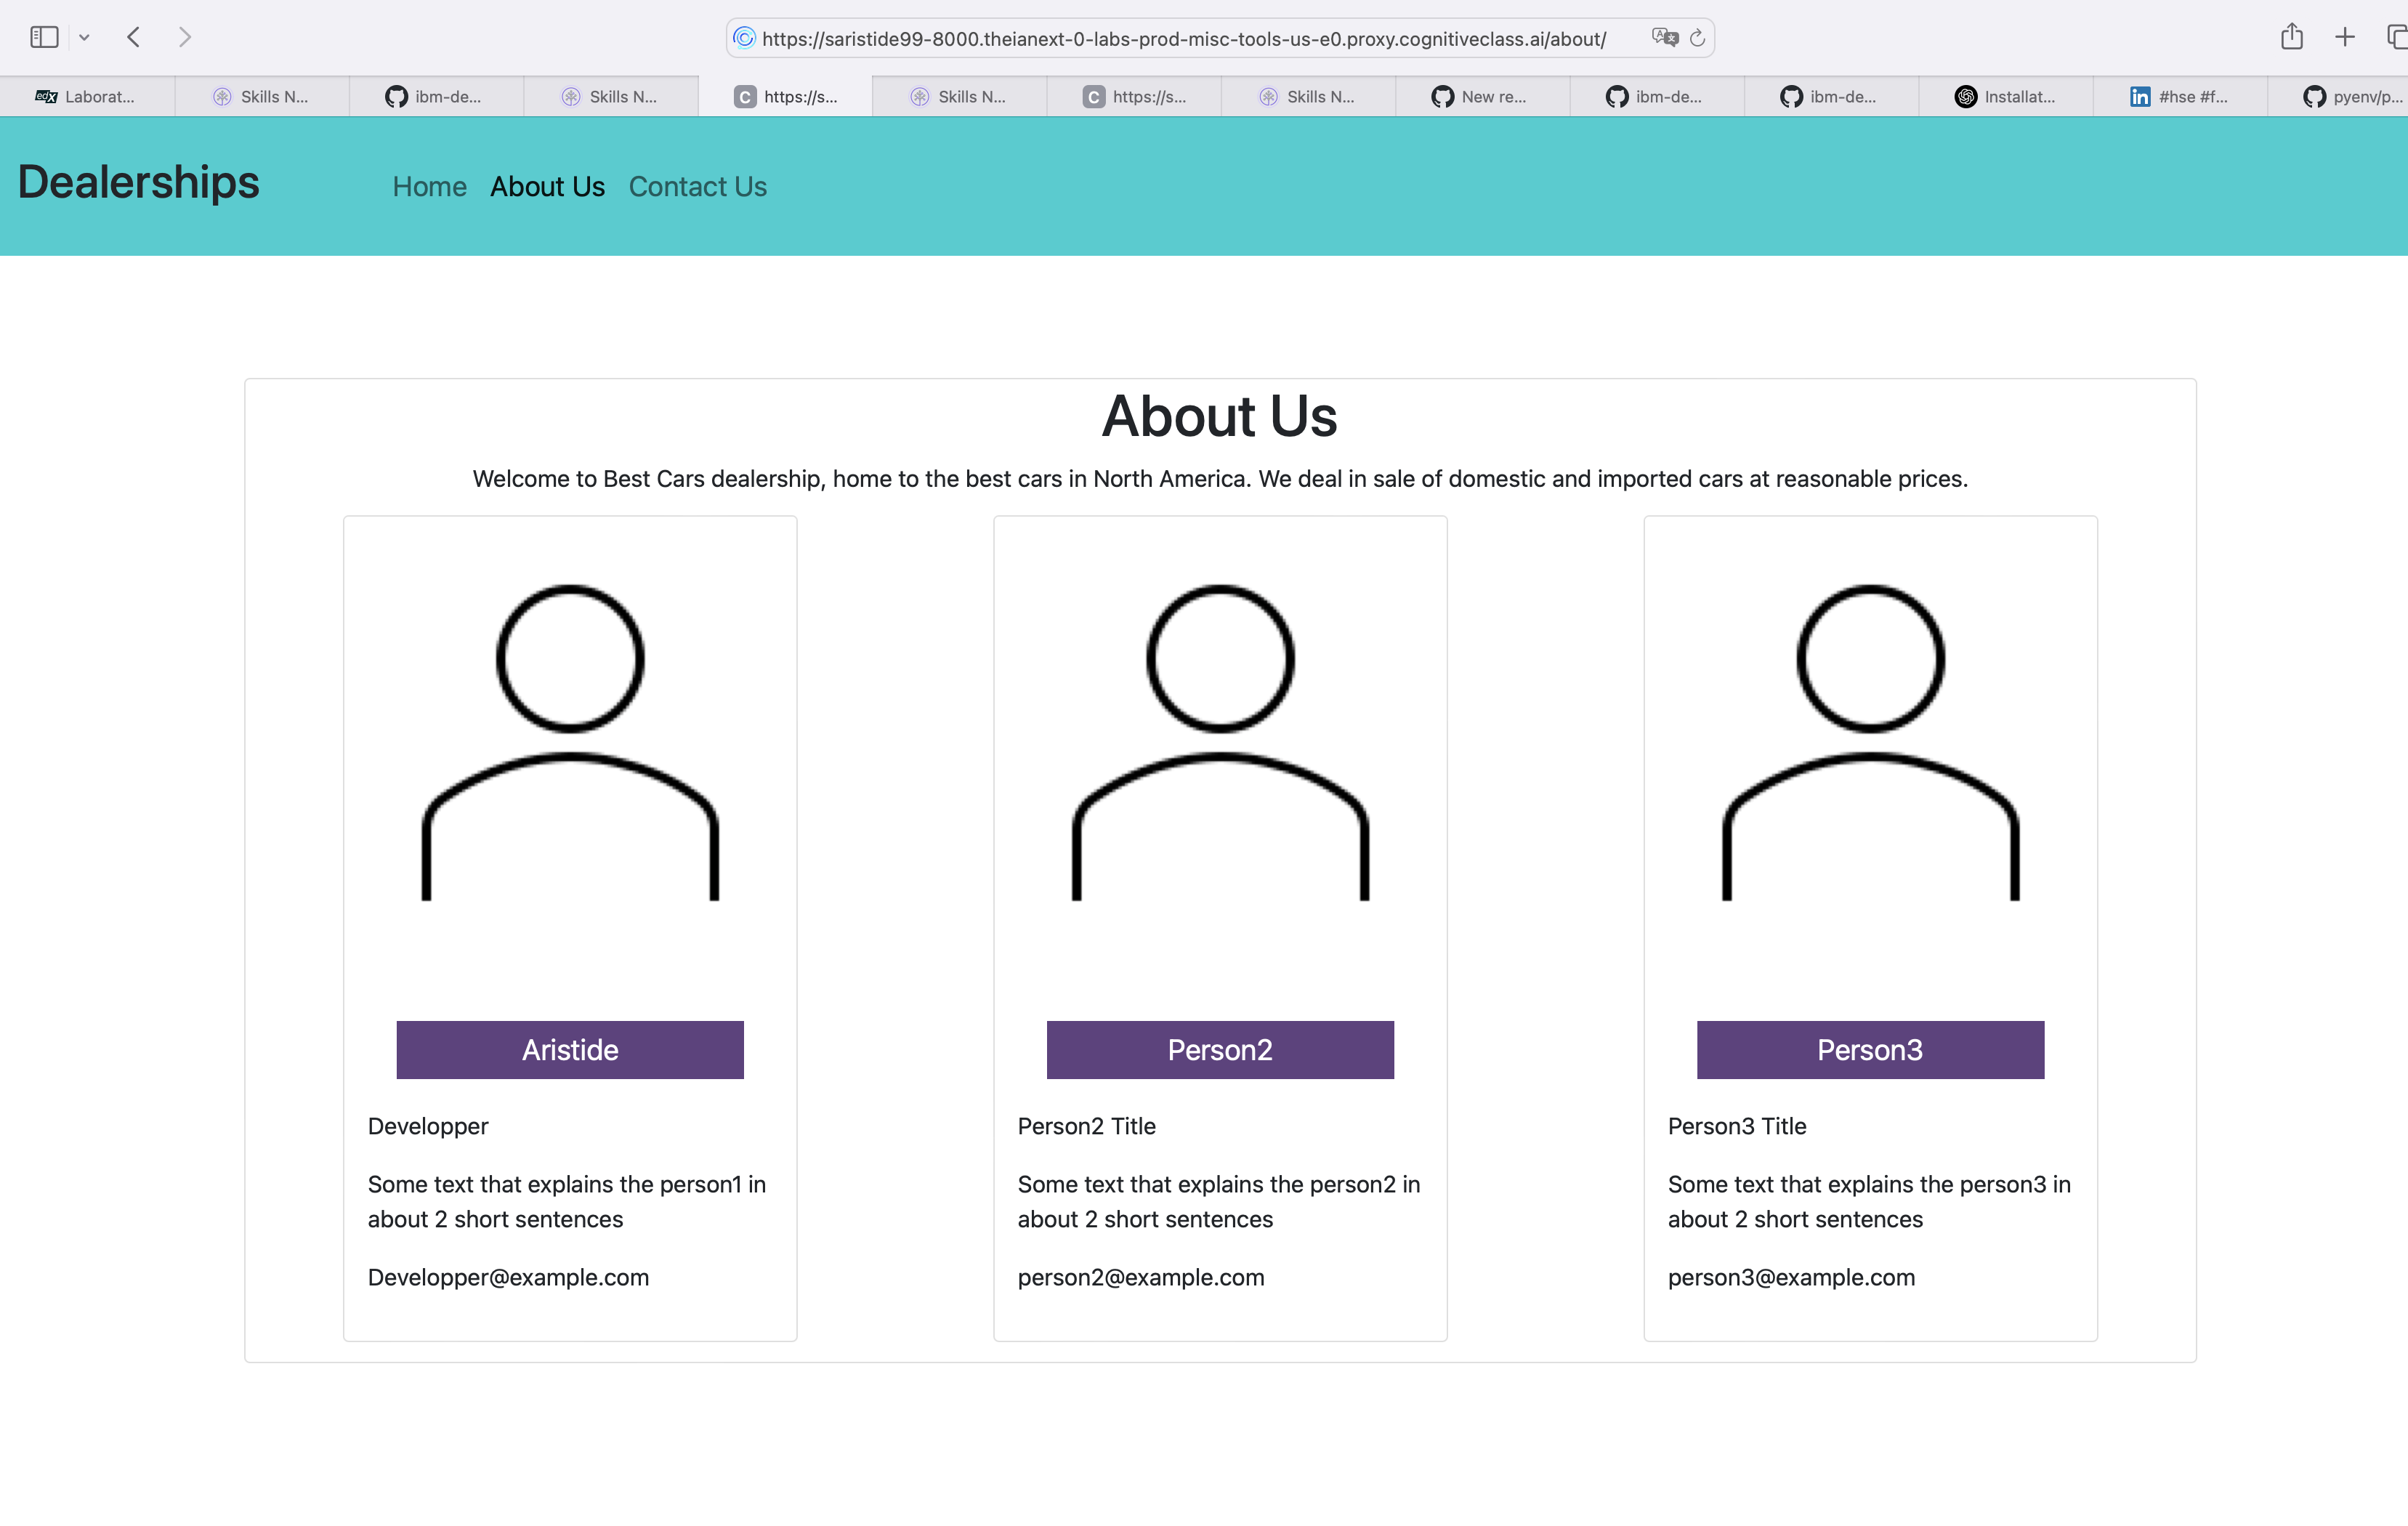 https://saristide99-8000.theianext-0-labs-prod-misc-tools-us-e0.proxy.cognitiveclass.ai/about/
edX Laborat... Skills N... ibm-de... Skills N... C https://s... Skills N... C https://s... Skills N... New re... ibm-de... ibm-de... Installat... in #hse #f... pyenv/p...
Dealerships Home About Us Contact Us
About Us
Welcome to Best Cars dealership, home to the best cars in North America. We deal in sale of domestic and imported cars at reasonable prices.
Aristide
Developper
Some text that explains the person1 in
about 2 short sentences
Developper@example.com
Person2
Person2 Title
Some text that explains the person2 in
about 2 short sentences
person2@example.com
Person3
Person3 Title
Some text that explains the person3 in
about 2 short sentences
person3@example.com